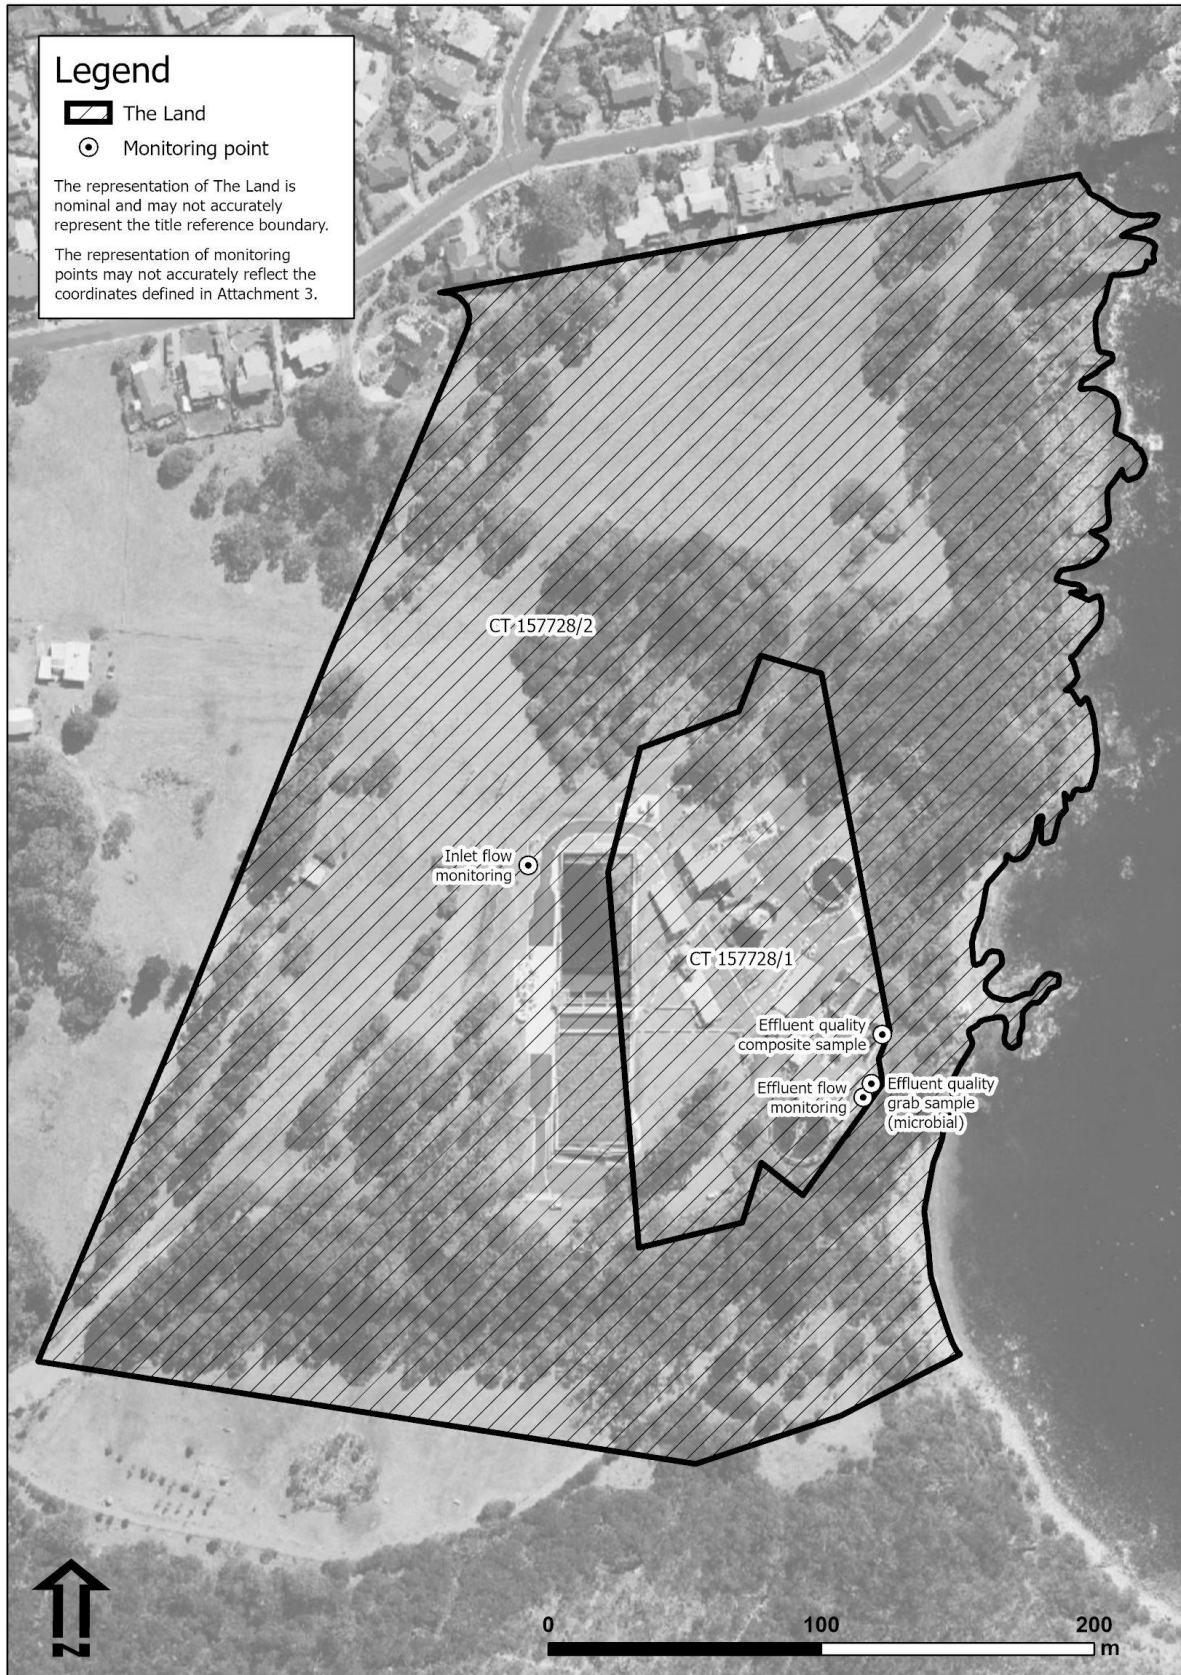 Legend
The Land
Monitoring point
The representation of The Land is
nominal and may not accurately
represent the title reference boundary.
The representation of monitoring
points may not accurately reflect the
coordinates defined in Attachment 3.
CT 157728/2
Inlet flow
monitoring
CT 157728/1
Effluent quality
composite sample
Effluent flow
monitoring
Effluent quality
grab sample
(microbial)
N
0 100 200
m